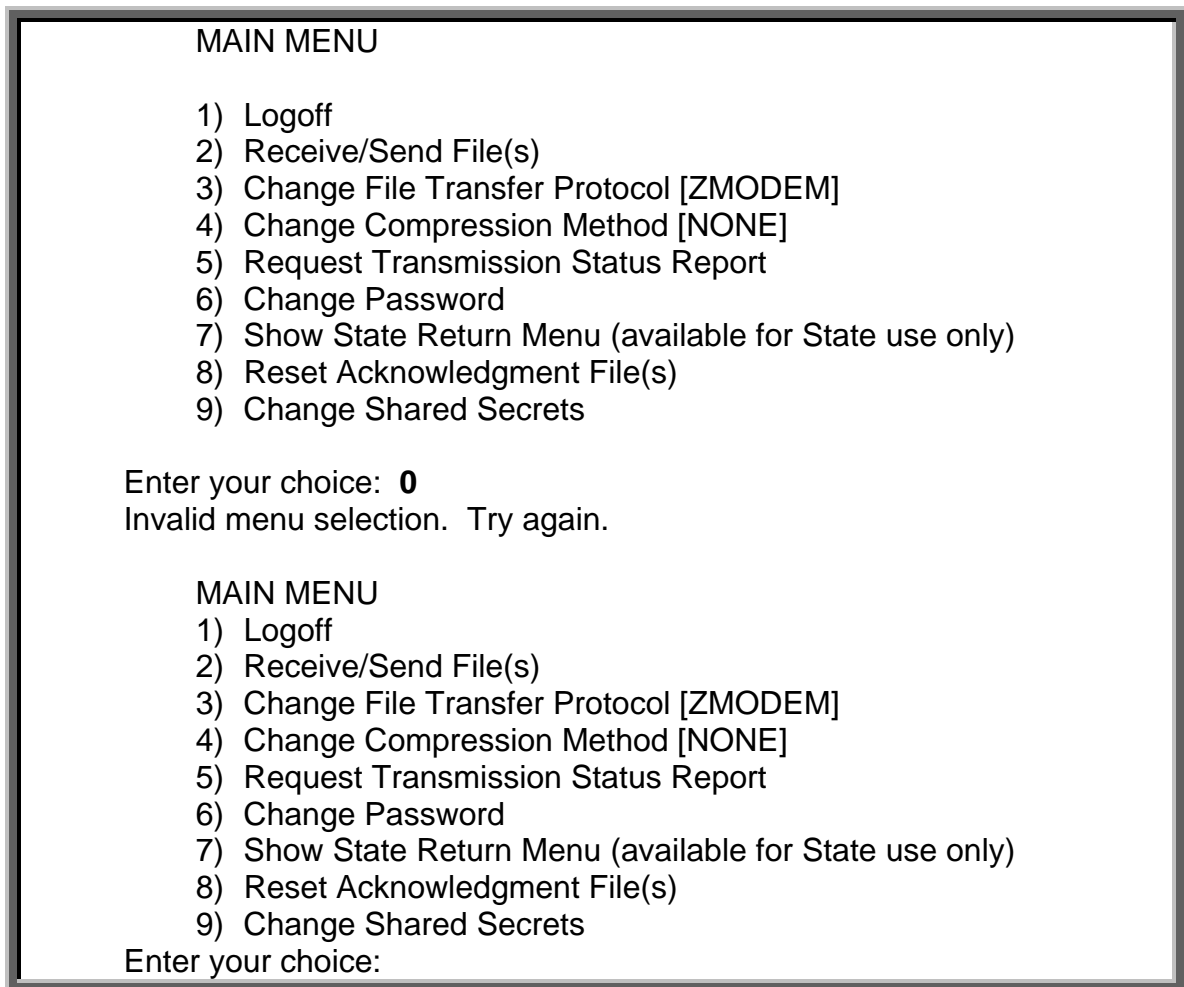 MAIN MENU
1) Logoff
2) Receive/Send File(s)
3) Change File Transfer Protocol [ZMODEM]
4) Change Compression Method [NONE]
5) Request Transmission Status Report
6) Change Password
7) Show State Return Menu (available for State use only)
8) Reset Acknowledgment File(s)
9) Change Shared Secrets
Enter your choice: 0
Invalid menu selection. Try again.
MAIN MENU
1) Logoff
2) Receive/Send File(s)
3) Change File Transfer Protocol [ZMODEM]
4) Change Compression Method [NONE]
5) Request Transmission Status Report
6) Change Password
7) Show State Return Menu (available for State use only)
8) Reset Acknowledgment File(s)
9) Change Shared Secrets
Enter your choice: